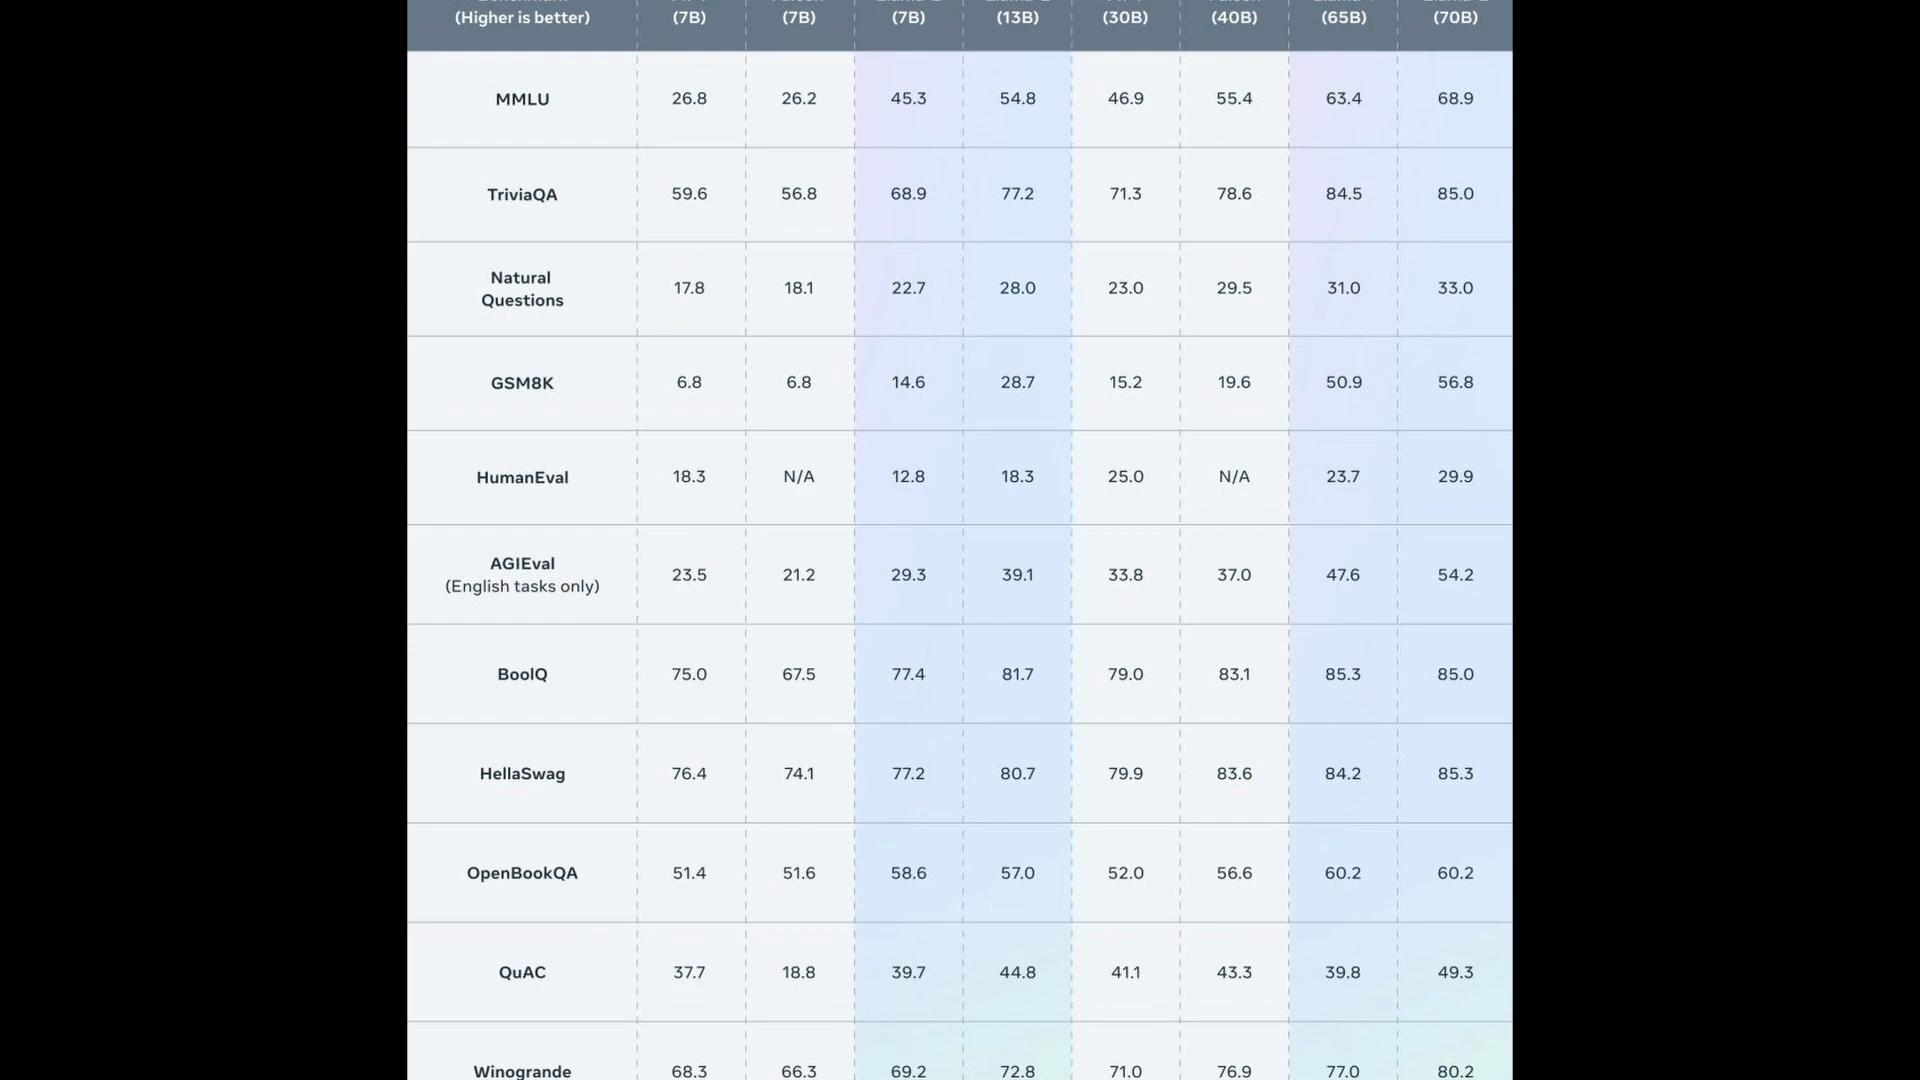 (Higher is better) (7B) (7B) (7B) (13B) (30B) (40B) (65B) (70B)
MMLU 26.8 26.2 45.3 54.8 46.9 55.4 63.4 68.9
TriviaQA 59.6 56.8 68.9 77.2 71.3 78.6 84.5 85.0
Natural
Questions 17.8 18.1 22.7 28.0 23.0 29.5 31.0 33.0
GSM8K 6.8 6.8 14.6 28.7 15.2 19.6 50.9 56.8
HumanEval 18.3 N/A 12.8 18.3 25.0 N/A 23.7 29.9
AGIEval
(English tasks only) 23.5 21.2 29.3 39.1 33.8 37.0 47.6 54.2
BoolQ 75.0 67.5 77.4 81.7 79.0 83.1 85.3 85.0
HellaSwag 76.4 74.1 77.2 80.7 79.9 83.6 84.2 85.3
OpenBookQA 51.4 51.6 58.6 57.0 52.0 56.6 60.2 60.2
QuAC 37.7 18.8 39.7 44.8 41.1 43.3 39.8 49.3
Winogrande 68.3 66.3 69.2 72.8 71.0 76.9 77.0 80.2